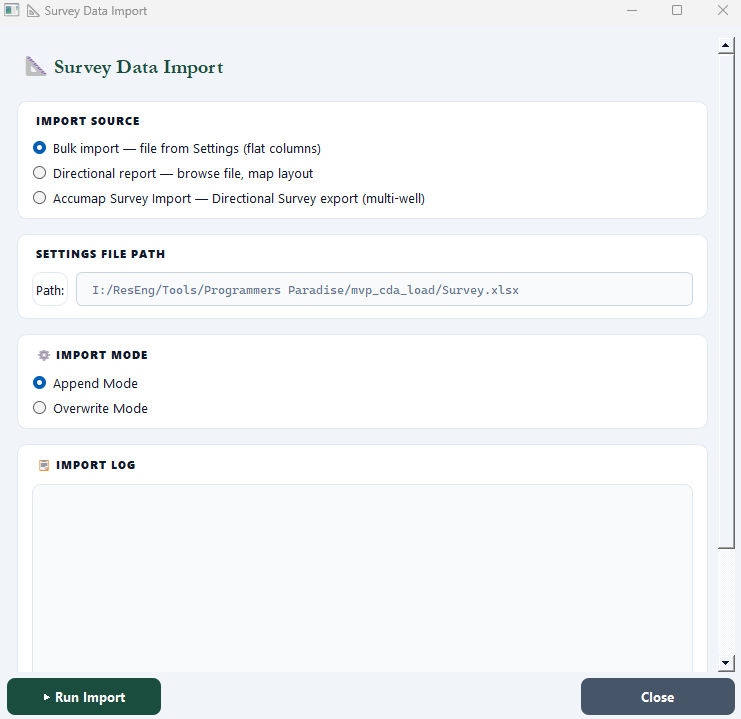 Survey Data Import
Survey Data Import
IMPORT SOURCE
Bulk import — file from Settings (flat columns)
Directional report — browse file, map layout
Accumap Survey Import — Directional Survey export (multi-well)
SETTINGS FILE PATH
Path: I:/ResEng/Tools/Programmers Paradise/mvp_cda_load/Survey.xlsx
IMPORT MODE
Append Mode
Overwrite Mode
IMPORT LOG
Run Import
Close